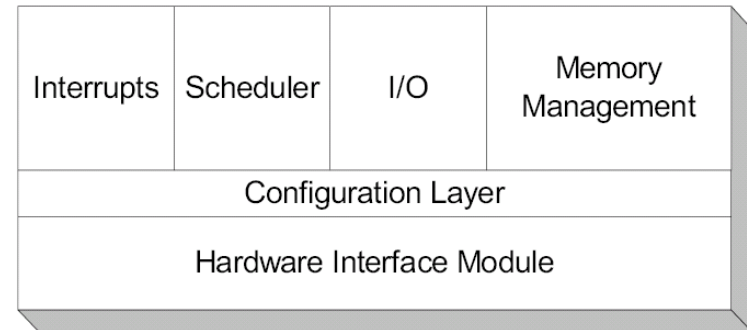 Interrupts
Scheduler
I/O
Memory
Management
Configuration Layer
Hardware Interface Module